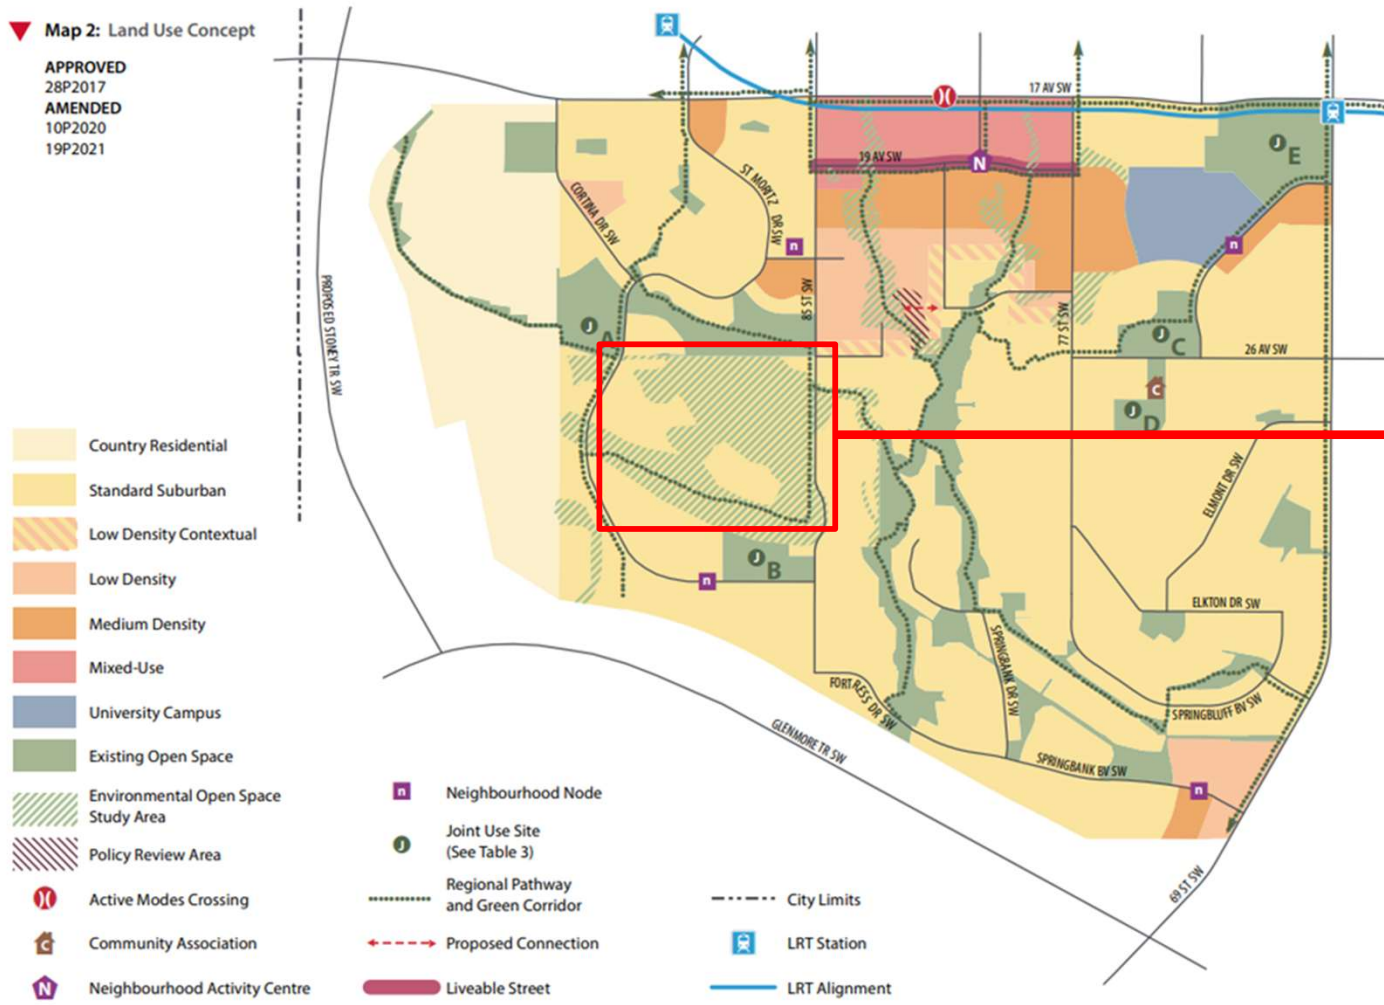 Map 2: Land Use Concept
APPROVED
28P2017
AMENDED
10P2020
19P2021
17 AV SW
19 AV SW
N
J E
CORTINA DR SW
ST MORITZ DR SW
n
n
PROPOSED STONEY TR SW
85 ST SW
77 ST SW
J A
J C
26 AV SW
C
J D
ELMONT DR SW
J B
n
ELKTON DR SW
SPRINGBANK DR SW
FORTRESS DR SW
SPRINGBLUFF BV SW
GLENMORE TR SW
SPRINGBANK BV SW
n
69 ST SW
Country Residential
Standard Suburban
Low Density Contextual
Low Density
Medium Density
Mixed-Use
University Campus
Existing Open Space
Environmental Open Space
Study Area
Policy Review Area
Active Modes Crossing
C Community Association
N Neighbourhood Activity Centre
n Neighbourhood Node
J Joint Use Site
(See Table 3)
Regional Pathway
and Green Corridor
Proposed Connection
Liveable Street
City Limits
LRT Station
LRT Alignment